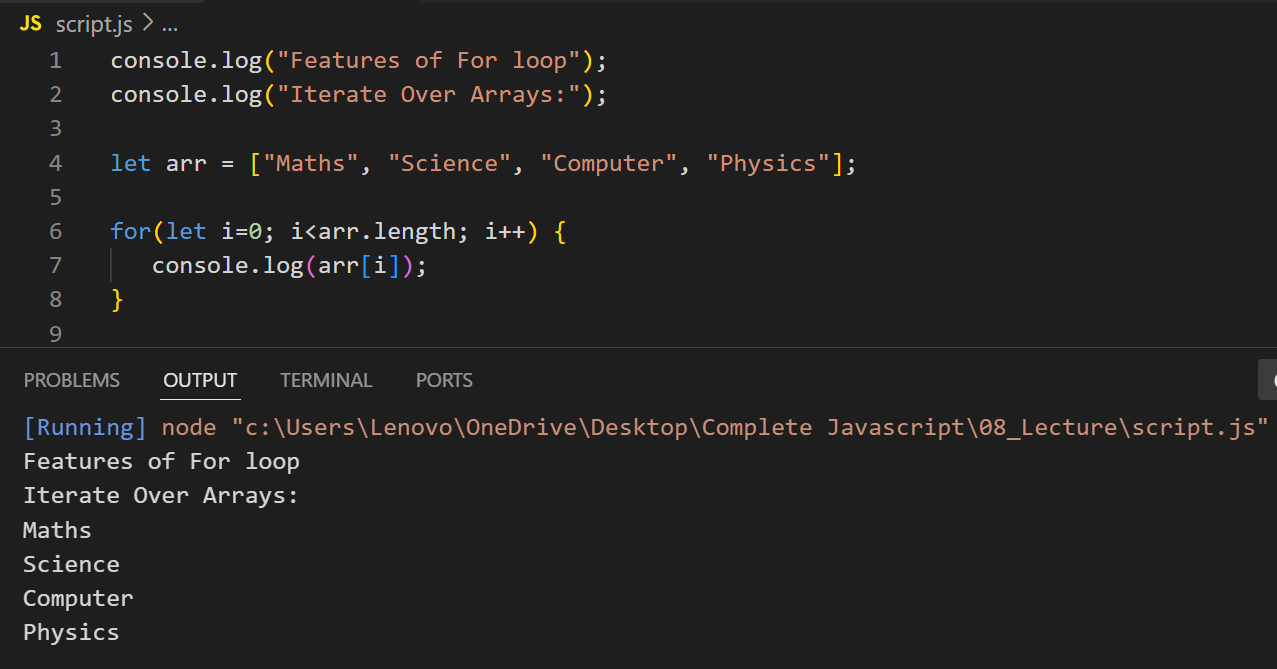 JS script.js > ...
1 console.log("Features of For loop");
2 console.log("Iterate Over Arrays:");
3
4 let arr = ["Maths", "Science", "Computer", "Physics"];
5
6 for(let i=0; i<arr.length; i++) {
7 console.log(arr[i]);
8 }
9
PROBLEMS OUTPUT TERMINAL PORTS
[Running] node "c:\Users\Lenovo\OneDrive\Desktop\Complete Javascript\08_Lecture\script.js"
Features of For loop
Iterate Over Arrays:
Maths
Science
Computer
Physics